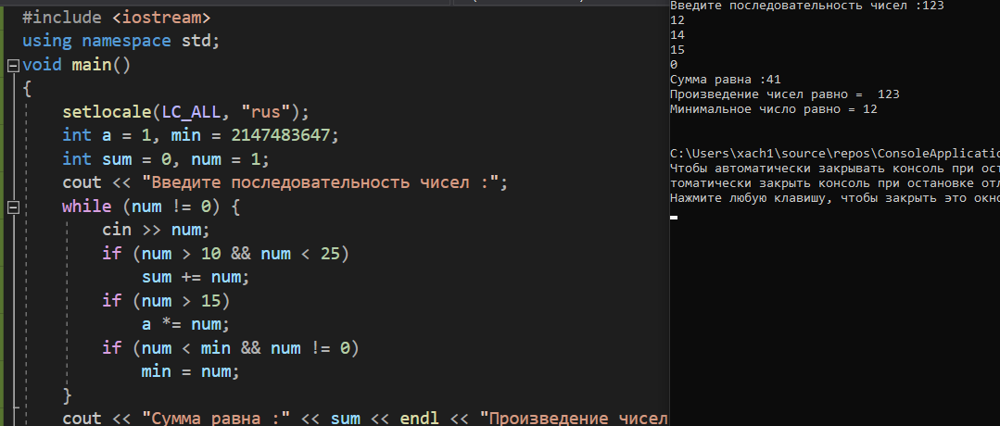 #include <iostream>
using namespace std;
void main()
{
setlocale(LC_ALL, "rus");
int a = 1, min = 2147483647;
int sum = 0, num = 1;
cout << "Введите последовательность чисел :";
while (num != 0) {
cin >> num;
if (num > 10 && num < 25)
sum += num;
if (num > 15)
a *= num;
if (num < min && num != 0)
min = num;
}
cout << "Сумма равна :" << sum << endl << "Произведение чисел
Введите последовательность чисел :123
12
14
15
0
Сумма равна :41
Произведение чисел равно =  123
Минимальное число равно = 12
C:\Users\xach1\source\repos\ConsoleApplicatio
Чтобы автоматически закрывать консоль при ост
томатически закрыть консоль при остановке отл
Нажмите любую клавишу, чтобы закрыть это окно